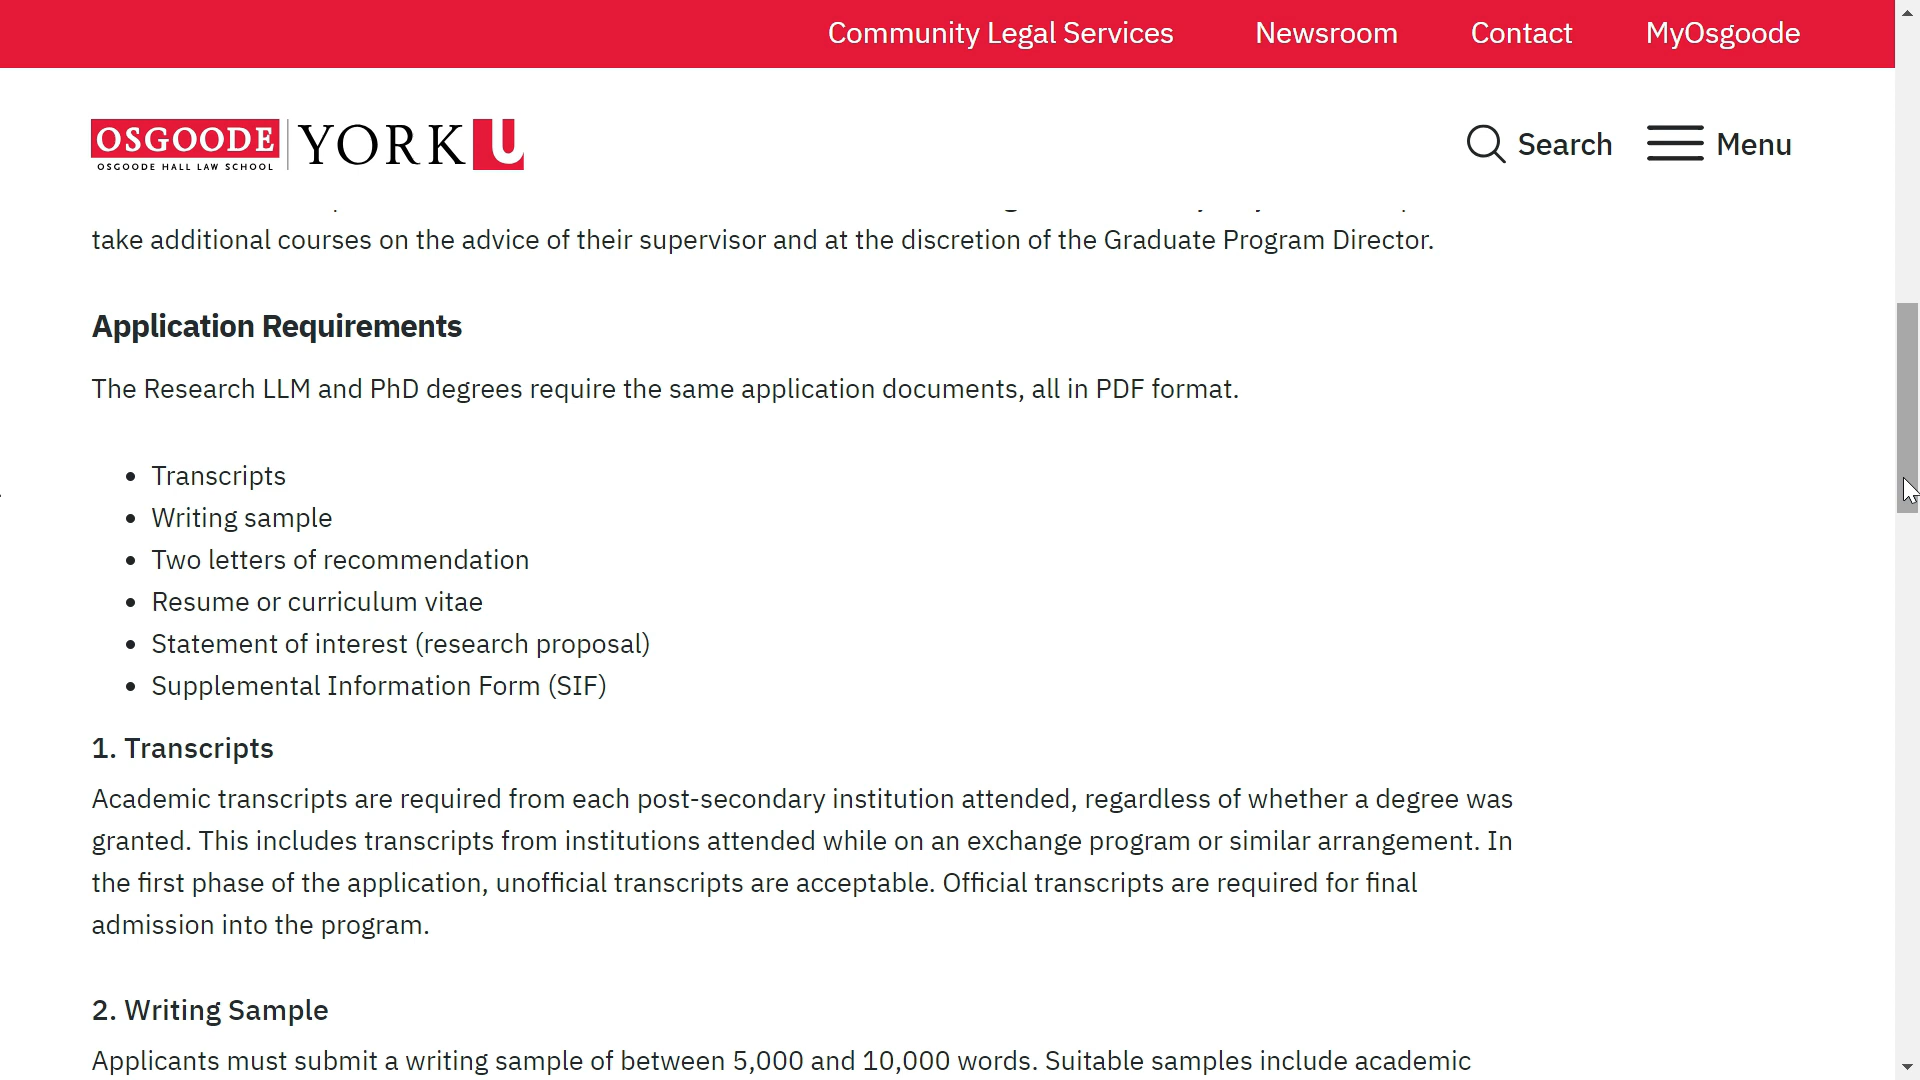 Community Legal Services Newsroom Contact MyOsgoode
OSGOODE YORK U
OSGOODE HALL LAW SCHOOL
Search Menu
take additional courses on the advice of their supervisor and at the discretion of the Graduate Program Director.
Application Requirements
The Research LLM and PhD degrees require the same application documents, all in PDF format.
• Transcripts
• Writing sample
• Two letters of recommendation
• Resume or curriculum vitae
• Statement of interest (research proposal)
• Supplemental Information Form (SIF)
1. Transcripts
Academic transcripts are required from each post-secondary institution attended, regardless of whether a degree was
granted. This includes transcripts from institutions attended while on an exchange program or similar arrangement. In
the first phase of the application, unofficial transcripts are acceptable. Official transcripts are required for final
admission into the program.
2. Writing Sample
Applicants must submit a writing sample of between 5,000 and 10,000 words. Suitable samples include academic